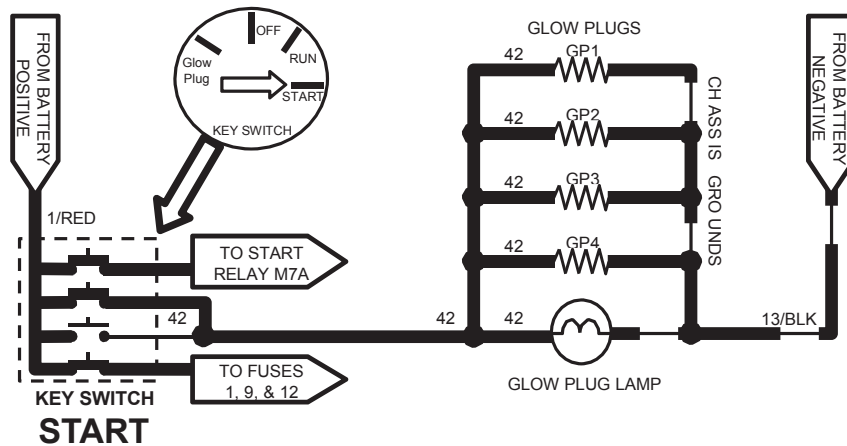 FROM BATTERY
POSITIVE
OFF
Glow
Plug
RUN
START
KEY SWITCH
GLOW PLUGS
42
GP1
42
GP2
42
GP3
42
GP4
CH ASS IS GRO UNDS
FROM BATTERY
NEGATIVE
1/RED
TO START
RELAY M7A
42
42
42
13/BLK
TO FUSES
1, 9, & 12
GLOW PLUG LAMP
KEY SWITCH
START